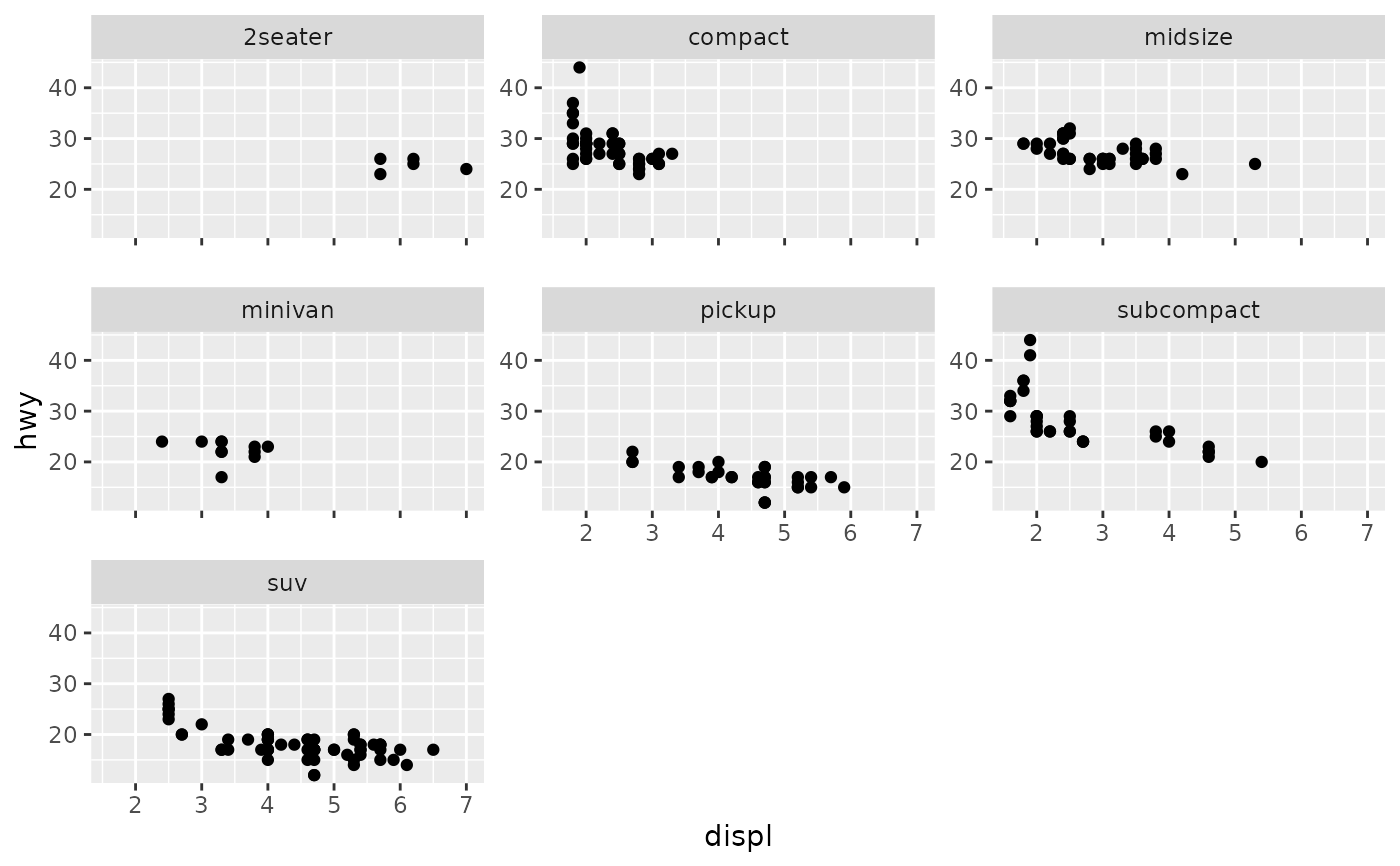 2seater compact midsize
40 40 40
30 30 30
20 20 20
minivan pickup subcompact
40 40 40
30 30 30
20 20 20
2 3 4 5 6 7 2 3 4 5 6 7
suv
40
30
20
2 3 4 5 6 7
hwy
displ